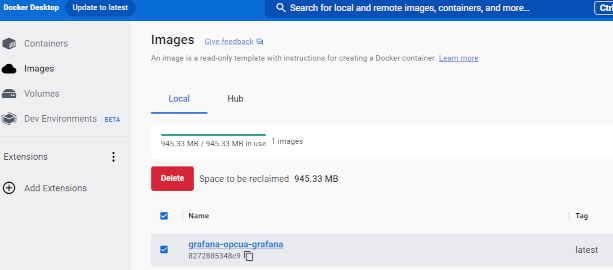 Docker Desktop Update to latest Search for local and remote images, containers, and more... Ctrl
Containers
Images
Volumes
Dev Environments BETA
Extensions
Add Extensions
Images Give feedback
An image is a read-only template with instructions for creating a Docker container. Learn more
Local Hub
945.33 MB / 945.33 MB in use 1 images
Delete Space to be reclaimed 945.33 MB
Name Tag
grafana-opcua-grafana latest
8272885348c9